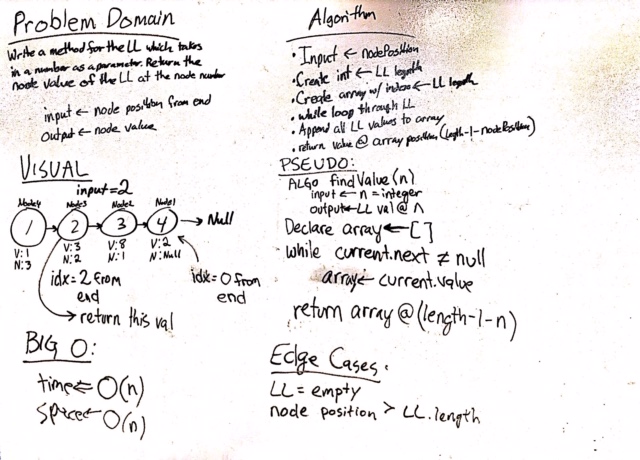 Problem Domain
Write a method for the LL which takes
in a number as a parameter. Return the
node value of the LL at the node number
input ← node position from end
output ← node value
VISUAL
input=2
Node4 Node3 Node2 Node1
1 → 2 → 3 → 4 → Null
V:1 V:3 V:8 V:2
N:3 N:2 N:1 N:Null
idx=2 from
end
idx=0 from
end
→ return this val
BIG O:
time ← O(n)
space ← O(n)
Algorithm
• Input ← nodePosition
• Create int ← LL length
• Create array w/ indexes ← LL length
• while loop through LL
• Append all LL values to array
• return value @ array position (length-1-nodePosition)
PSEUDO:
ALGO findValue(n)
input ← n = integer
output ← LL val @ n
Declare array ← []
while current.next ≠ null
array ← current.value
return array @ (length-1-n)
Edge Cases.
LL = empty
node position > LL.length